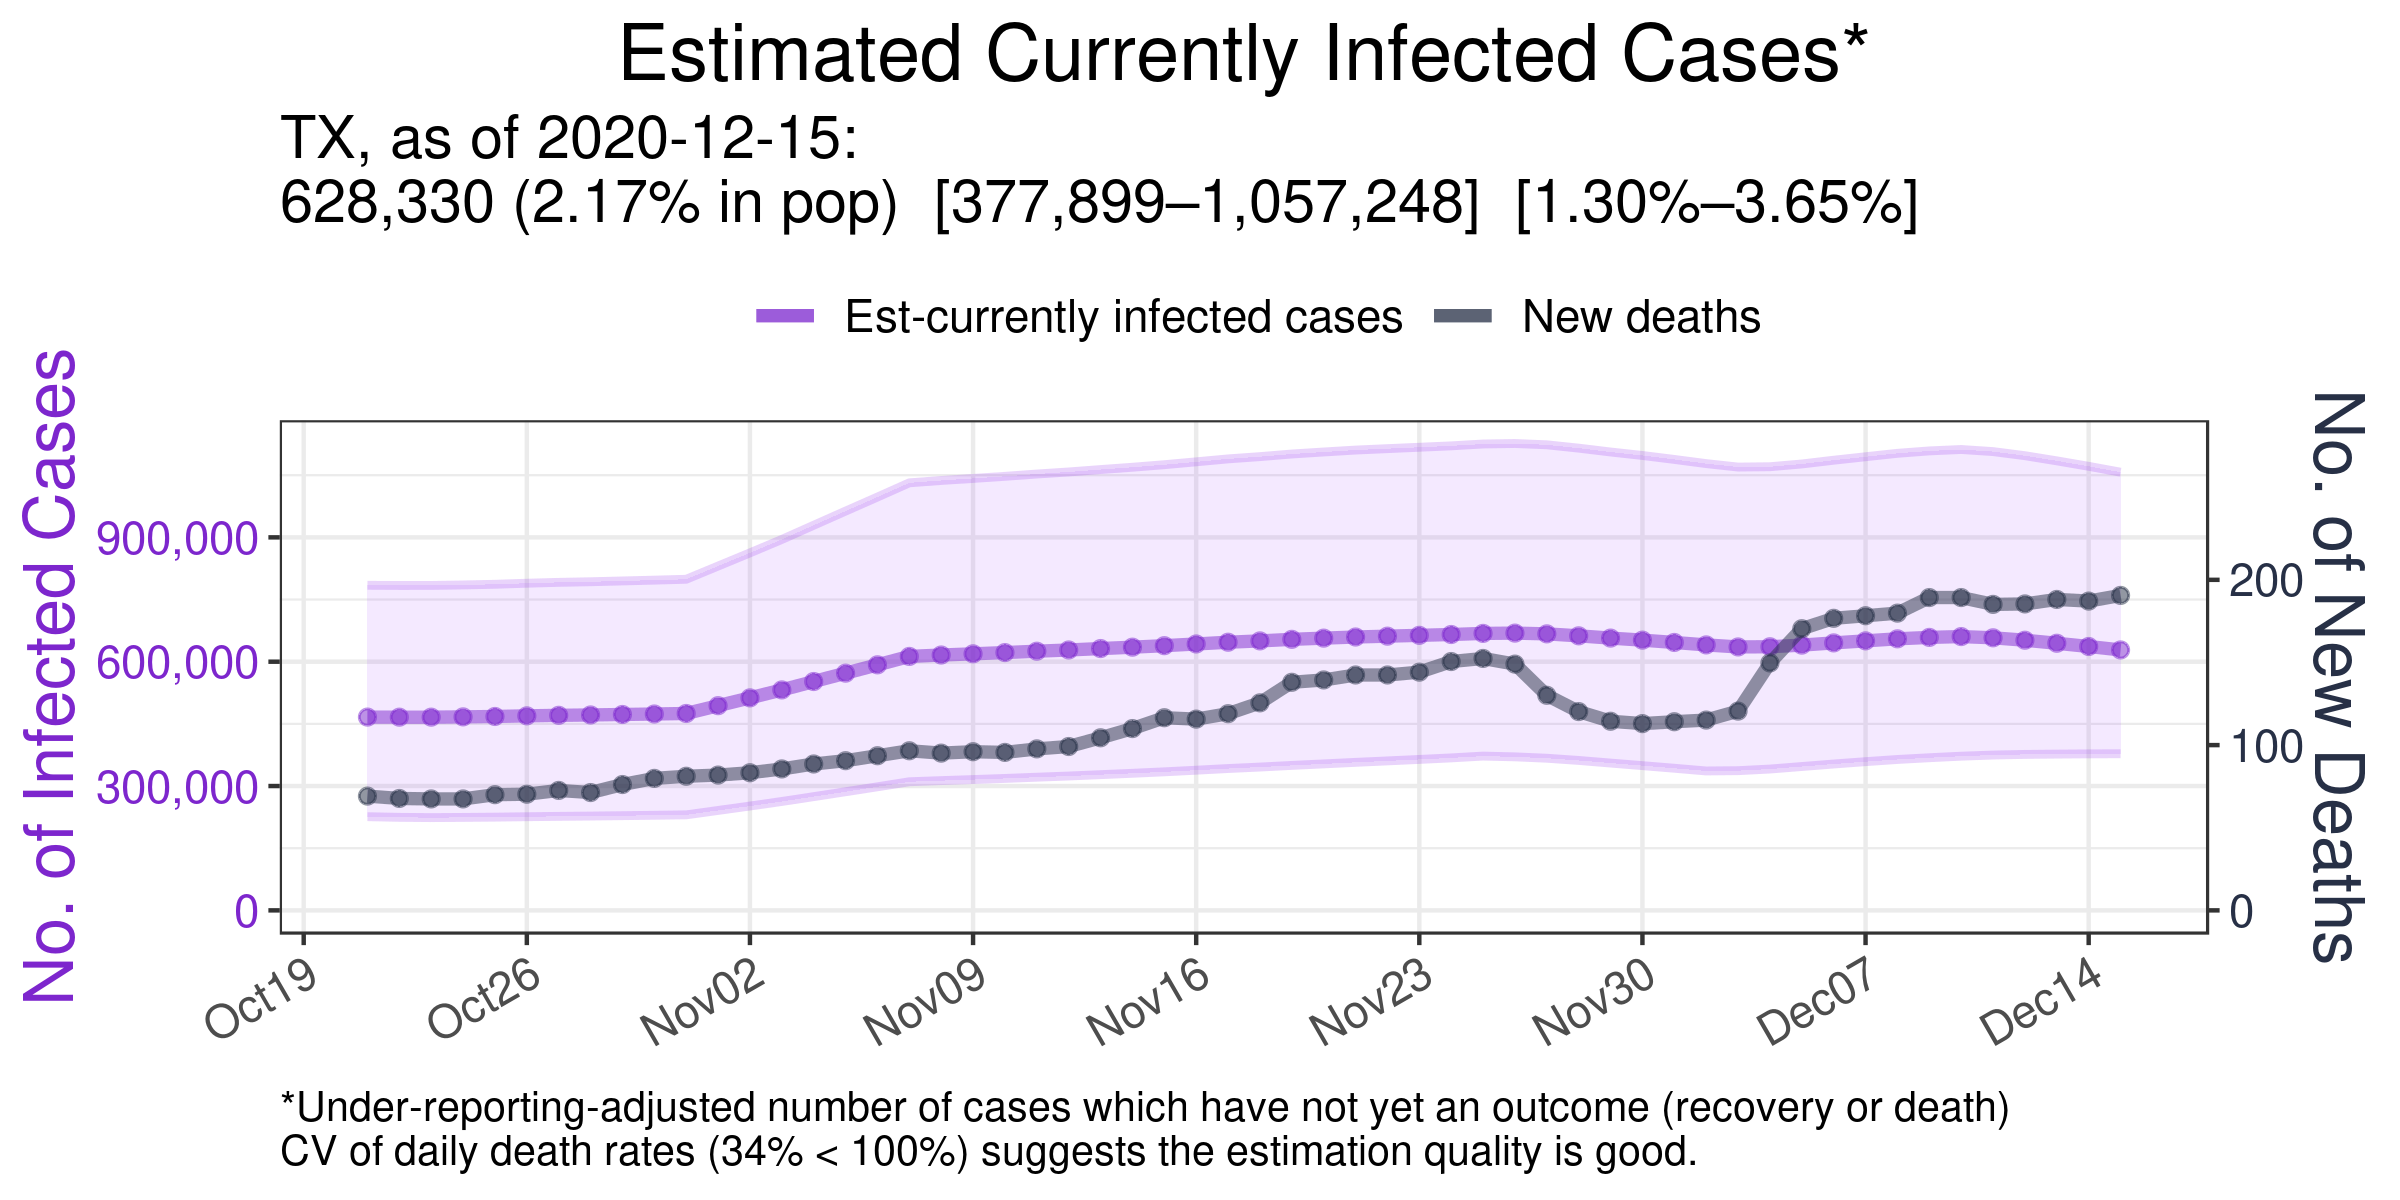 Estimated Currently Infected Cases*
TX, as of 2020-12-15:
628,330 (2.17% in pop)  [377,899–1,057,248]  [1.30%–3.65%]
Est-currently infected cases
New deaths
No. of Infected Cases
900,000
600,000
300,000
0
200
100
0
No. of New Deaths
Oct19
Oct26
Nov02
Nov09
Nov16
Nov23
Nov30
Dec07
Dec14
*Under-reporting-adjusted number of cases which have not yet an outcome (recovery or death)
CV of daily death rates (34% < 100%) suggests the estimation quality is good.